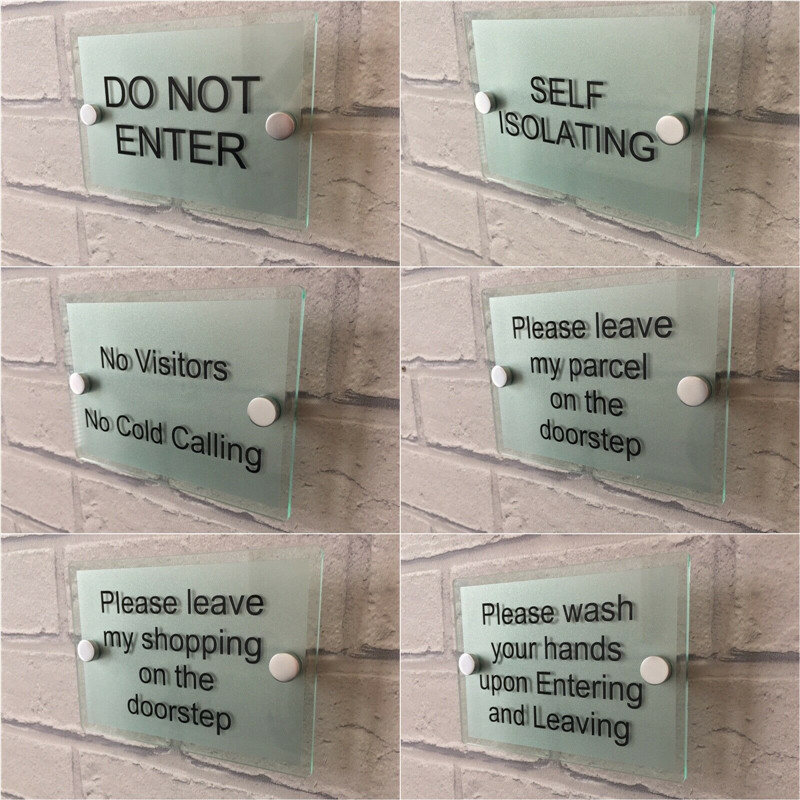 DO NOT
ENTER
SELF
ISOLATING
No Visitors
No Cold Calling
Please leave
my parcel
on the
doorstep
Please leave
my shopping
on the
doorstep
Please wash
your hands
upon Entering
and Leaving